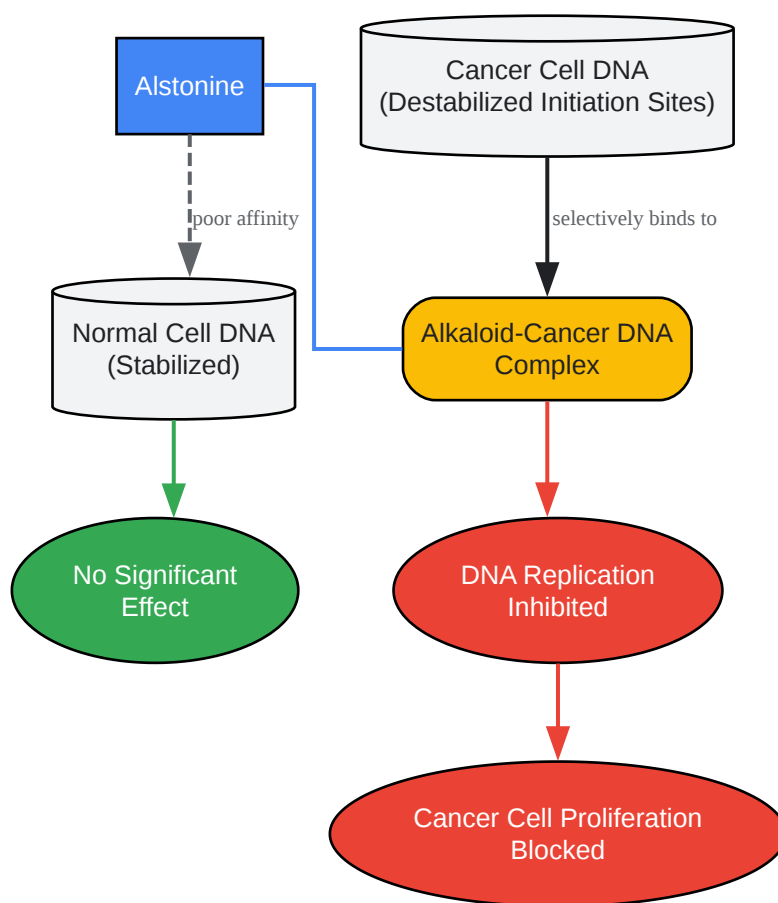 Alstonine
Cancer Cell DNA
(Destabilized Initiation Sites)
poor affinity
selectively binds to
Normal Cell DNA
(Stabilized)
Alkaloid-Cancer DNA
Complex
No Significant
Effect
DNA Replication
Inhibited
Cancer Cell Proliferation
Blocked